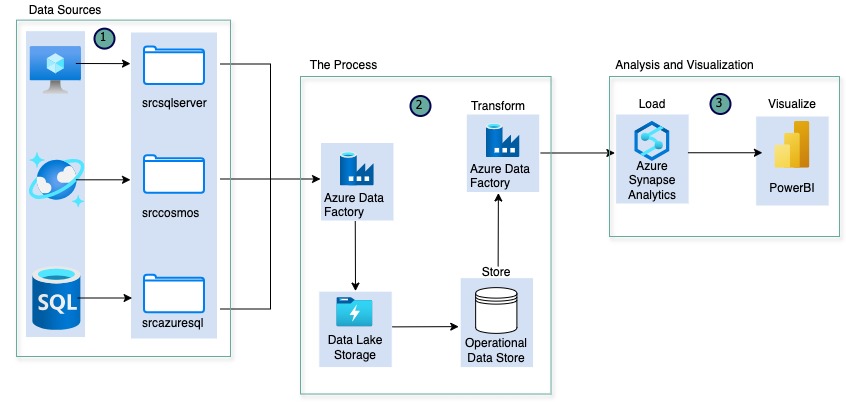 Data Sources
1
srcsqlserver
srccosmos
SQL
srcazuresql
The Process
2
Azure Data
Factory
Data Lake
Storage
Store
Operational
Data Store
Transform
Azure Data
Factory
Analysis and Visualization
3
Load
Azure
Synapse
Analytics
Visualize
PowerBI